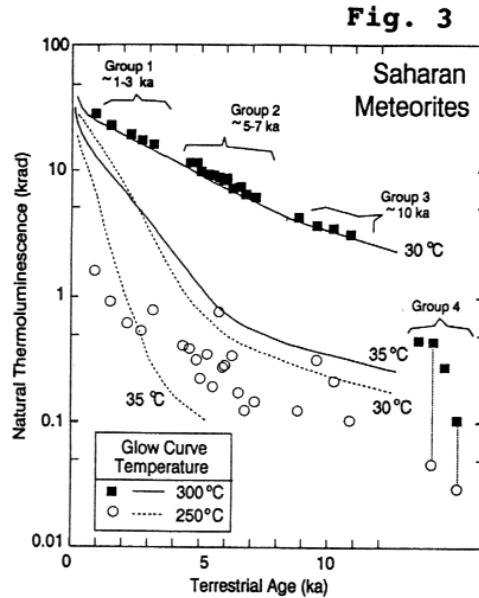 Fig. 3
100
10
1
0.1
0.01
Natural Thermoluminescence (krad)
Saharan
Meteorites
Group 1
~1-3 ka
Group 2
~5-7 ka
Group 3
~10 ka
30 °C
Group 4
35 °C
30 °C
35 °C
Glow Curve
Temperature
300 °C
250 °C
0
5
10
15
Terrestrial Age (ka)